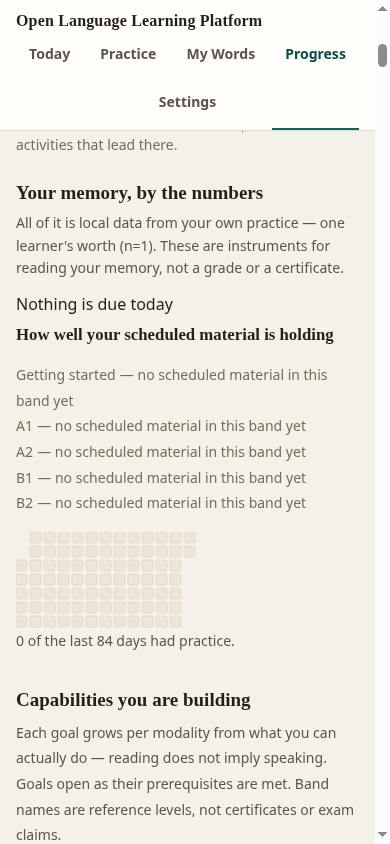 Open Language Learning Platform
Today Practice My Words Progress
Settings
activities that lead there.
Your memory, by the numbers
All of it is local data from your own practice — one
learner's worth (n=1). These are instruments for
reading your memory, not a grade or a certificate.
Nothing is due today
How well your scheduled material is holding
Getting started — no scheduled material in this
band yet
A1 — no scheduled material in this band yet
A2 — no scheduled material in this band yet
B1 — no scheduled material in this band yet
B2 — no scheduled material in this band yet
0 of the last 84 days had practice.
Capabilities you are building
Each goal grows per modality from what you can
actually do — reading does not imply speaking.
Goals open as their prerequisites are met. Band
names are reference levels, not certificates or exam
claims.